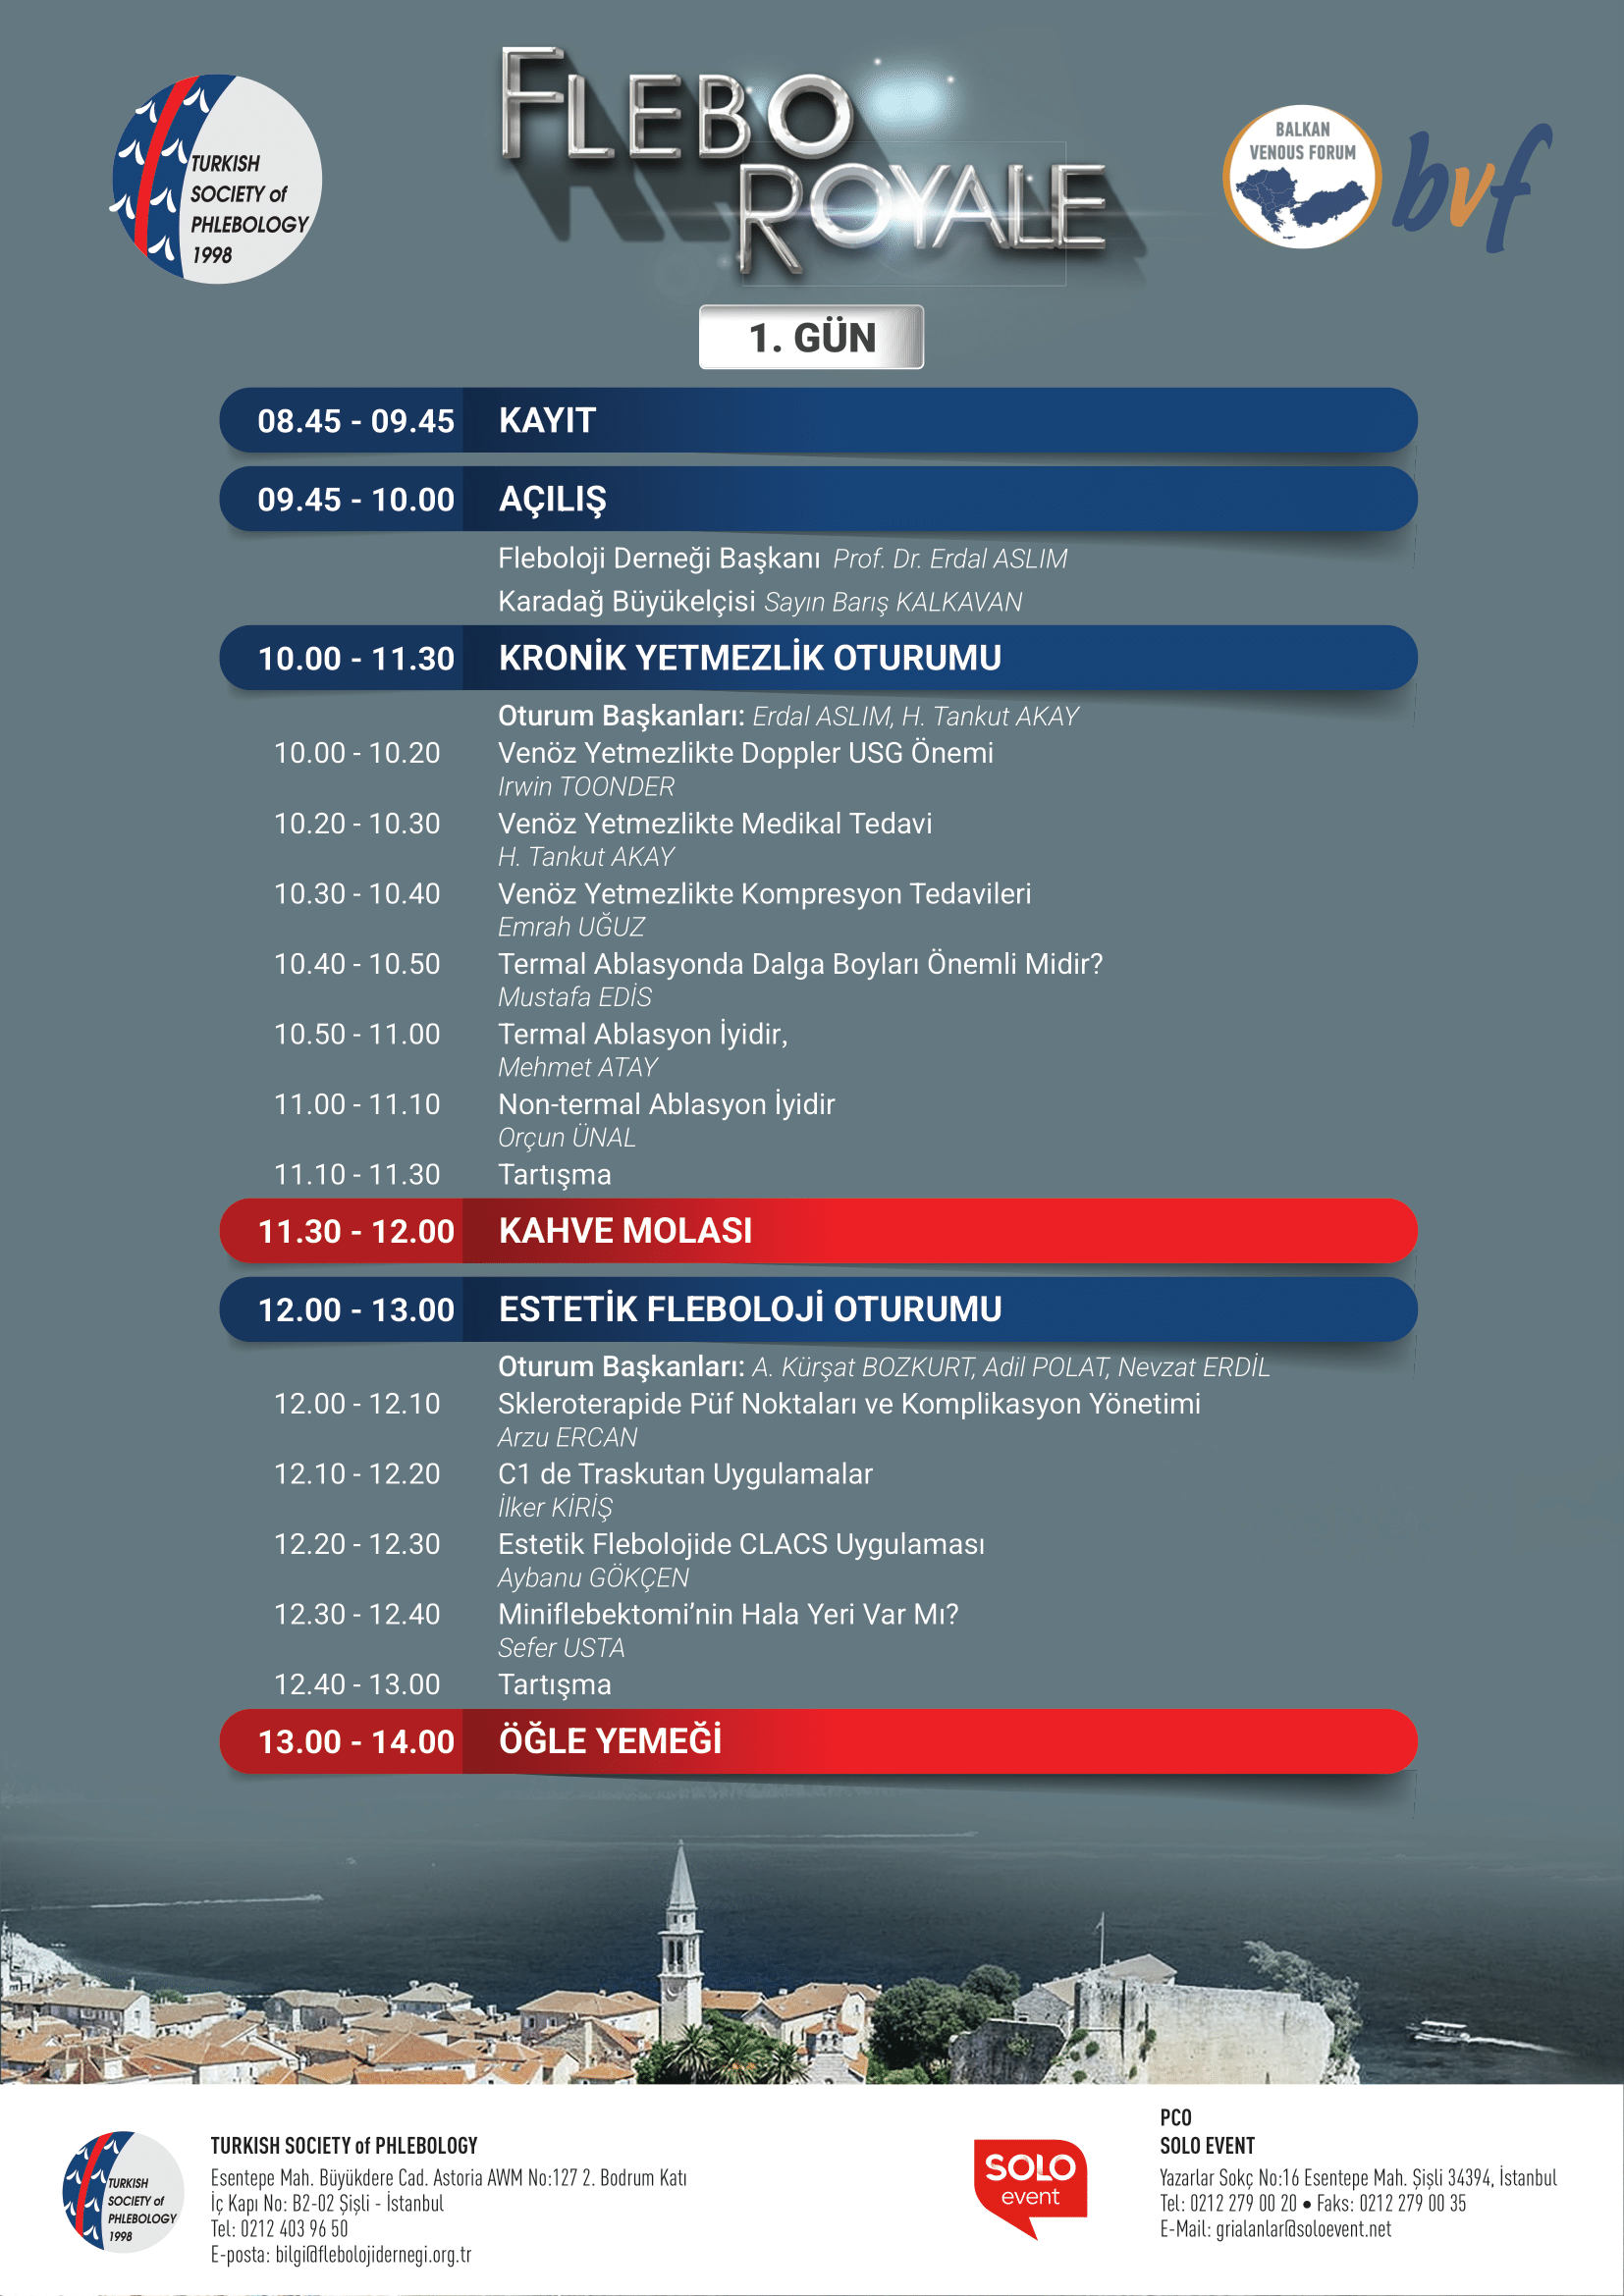 TURKISH
SOCIETY of
PHLEBOLOGY
1998
FLEBO
ROYALE
BALKAN
VENOUS FORUM
bvf
1. GÜN
08.45 - 09.45 KAYIT
09.45 - 10.00 AÇILIŞ
Fleboloji Derneği Başkanı Prof. Dr. Erdal ASLIM
Karadağ Büyükelçisi Sayın Barış KALKAVAN
10.00 - 11.30 KRONİK YETMEZLİK OTURUMU
Oturum Başkanları: Erdal ASLIM, H. Tankut AKAY
10.00 - 10.20 Venöz Yetmezlikte Doppler USG Önemi
Irwin TOONDER
10.20 - 10.30 Venöz Yetmezlikte Medikal Tedavi
H. Tankut AKAY
10.30 - 10.40 Venöz Yetmezlikte Kompresyon Tedavileri
Emrah UĞUZ
10.40 - 10.50 Termal Ablasyonda Dalga Boyları Önemli Midir?
Mustafa EDİS
10.50 - 11.00 Termal Ablasyon İyidir,
Mehmet ATAY
11.00 - 11.10 Non-termal Ablasyon İyidir
Orçun ÜNAL
11.10 - 11.30 Tartışma
11.30 - 12.00 KAHVE MOLASI
12.00 - 13.00 ESTETİK FLEBOLOJİ OTURUMU
Oturum Başkanları: A. Kürşat BOZKURT, Adil POLAT, Nevzat ERDİL
12.00 - 12.10 Skleroterapide Püf Noktaları ve Komplikasyon Yönetimi
Arzu ERCAN
12.10 - 12.20 C1 de Traskutan Uygulamalar
İlker KİRİŞ
12.20 - 12.30 Estetik Flebolojide CLACS Uygulaması
Aybanu GÖKÇEN
12.30 - 12.40 Miniflebektomi’nin Hala Yeri Var Mı?
Sefer USTA
12.40 - 13.00 Tartışma
13.00 - 14.00 ÖĞLE YEMEĞİ
TURKISH
SOCIETY of
PHLEBOLOGY
1998
TURKISH SOCIETY of PHLEBOLOGY
Esentepe Mah. Büyükdere Cad. Astoria AWM No:127 2. Bodrum Katı
İç Kapı No: B2-02 Şişli - İstanbul
Tel: 0212 403 96 50
E-posta: bilgi@flebolojidernegi.org.tr
SOLO
event
PCO
SOLO EVENT
Yazarlar Sokç No:16 Esentepe Mah. Şişli 34394, İstanbul
Tel: 0212 279 00 20 • Faks: 0212 279 00 35
E-Mail: grialanlar@soloevent.net